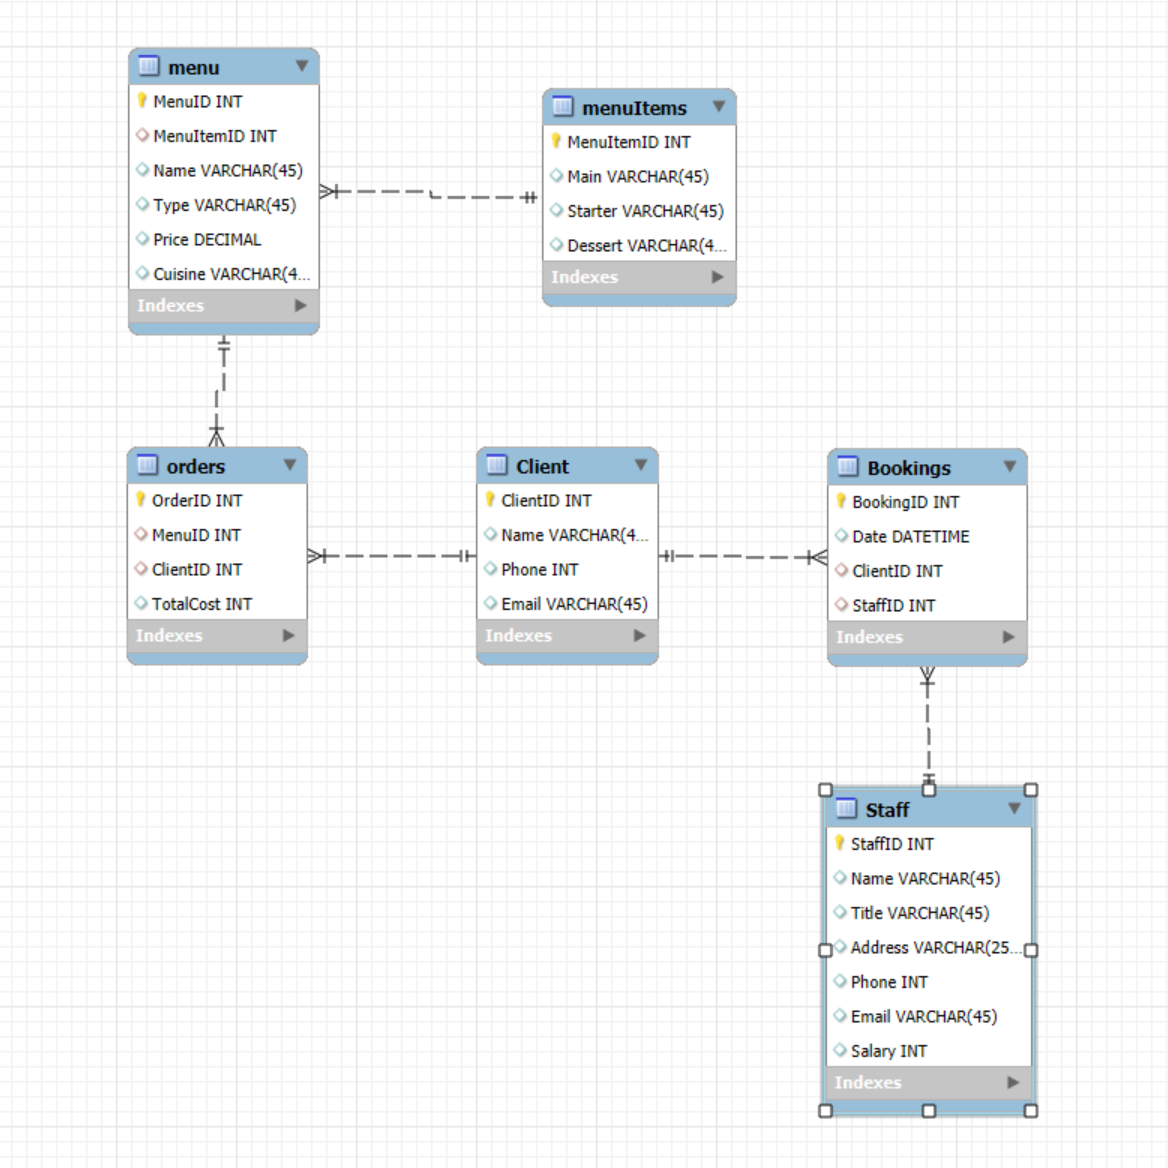 menu
MenuID INT
MenuItemID INT
Name VARCHAR(45)
Type VARCHAR(45)
Price DECIMAL
Cuisine VARCHAR(4...
Indexes
menuItems
MenuItemID INT
Main VARCHAR(45)
Starter VARCHAR(45)
Dessert VARCHAR(4...
Indexes
orders
OrderID INT
MenuID INT
ClientID INT
TotalCost INT
Indexes
Client
ClientID INT
Name VARCHAR(4...
Phone INT
Email VARCHAR(45)
Indexes
Bookings
BookingID INT
Date DATETIME
ClientID INT
StaffID INT
Indexes
Staff
StaffID INT
Name VARCHAR(45)
Title VARCHAR(45)
Address VARCHAR(25...
Phone INT
Email VARCHAR(45)
Salary INT
Indexes